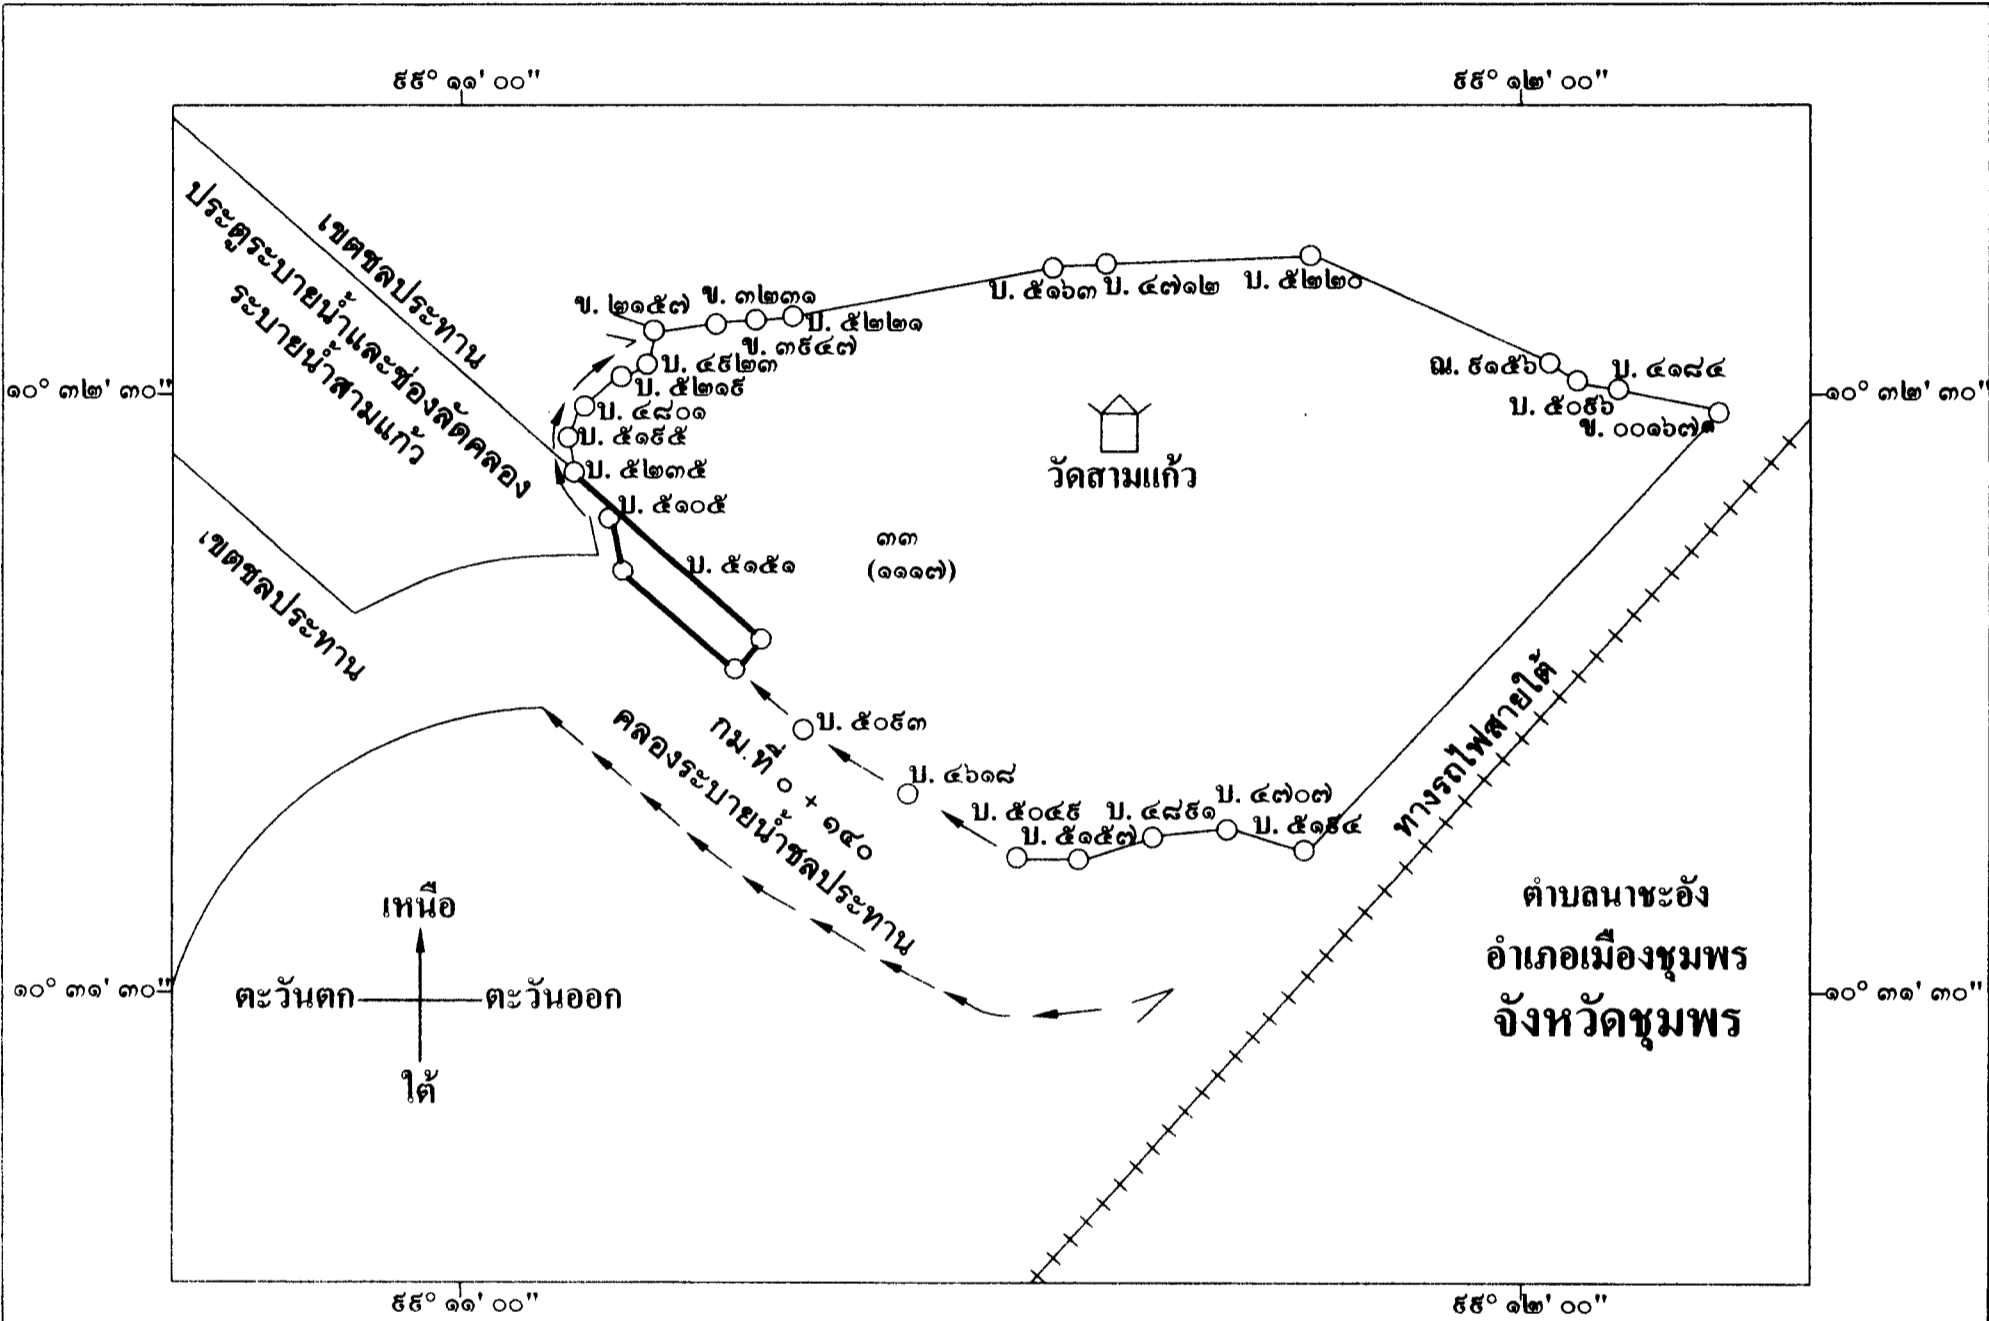 ๙๙° ๑๑' ๐๐"
๙๙° ๑๒' ๐๐"
เขตชลประทาน
ประตูระบายน้ำและช่องลัดคลอง
ระบายน้ำสามแก้ว
เขตชลประทาน
ข. ๒๑๕๗
ข. ๓๒๓๑
ข. ๓๙๔๗
บ. ๕๒๒๑
บ. ๕๑๖๓
บ. ๔๗๑๒
บ. ๕๒๒๐
บ. ๔๙๒๓
บ. ๕๒๑๙
บ. ๔๘๐๑
บ. ๕๑๙๕
บ. ๕๒๓๕
บ. ๕๑๐๕
บ. ๕๑๕๑
ณ. ๙๑๕๖
บ. ๔๑๘๔
บ. ๕๐๙๖
ข. ๐๐๑๖๗๑
๑๐° ๓๒' ๓๐"
๑๐° ๓๒' ๓๐"
วัดสามแก้ว
๓๓
(๑๑๑๗)
บ. ๕๐๙๓
บ. ๔๖๑๘
บ. ๕๐๔๙
บ. ๕๑๕๗
บ. ๔๘๙๑
บ. ๔๗๐๗
บ. ๕๑๙๔
กม.ที่ ๐ + ๑๔๐
คลองระบายน้ำชลประทาน
ทางรถไฟสายใต้
เหนือ
ตะวันตก
ตะวันออก
ใต้
ตำบลนาชะอัง
อำเภอเมืองชุมพร
จังหวัดชุมพร
๑๐° ๓๑' ๓๐"
๑๐° ๓๑' ๓๐"
๙๙° ๑๑' ๐๐"
๙๙° ๑๒' ๐๐"